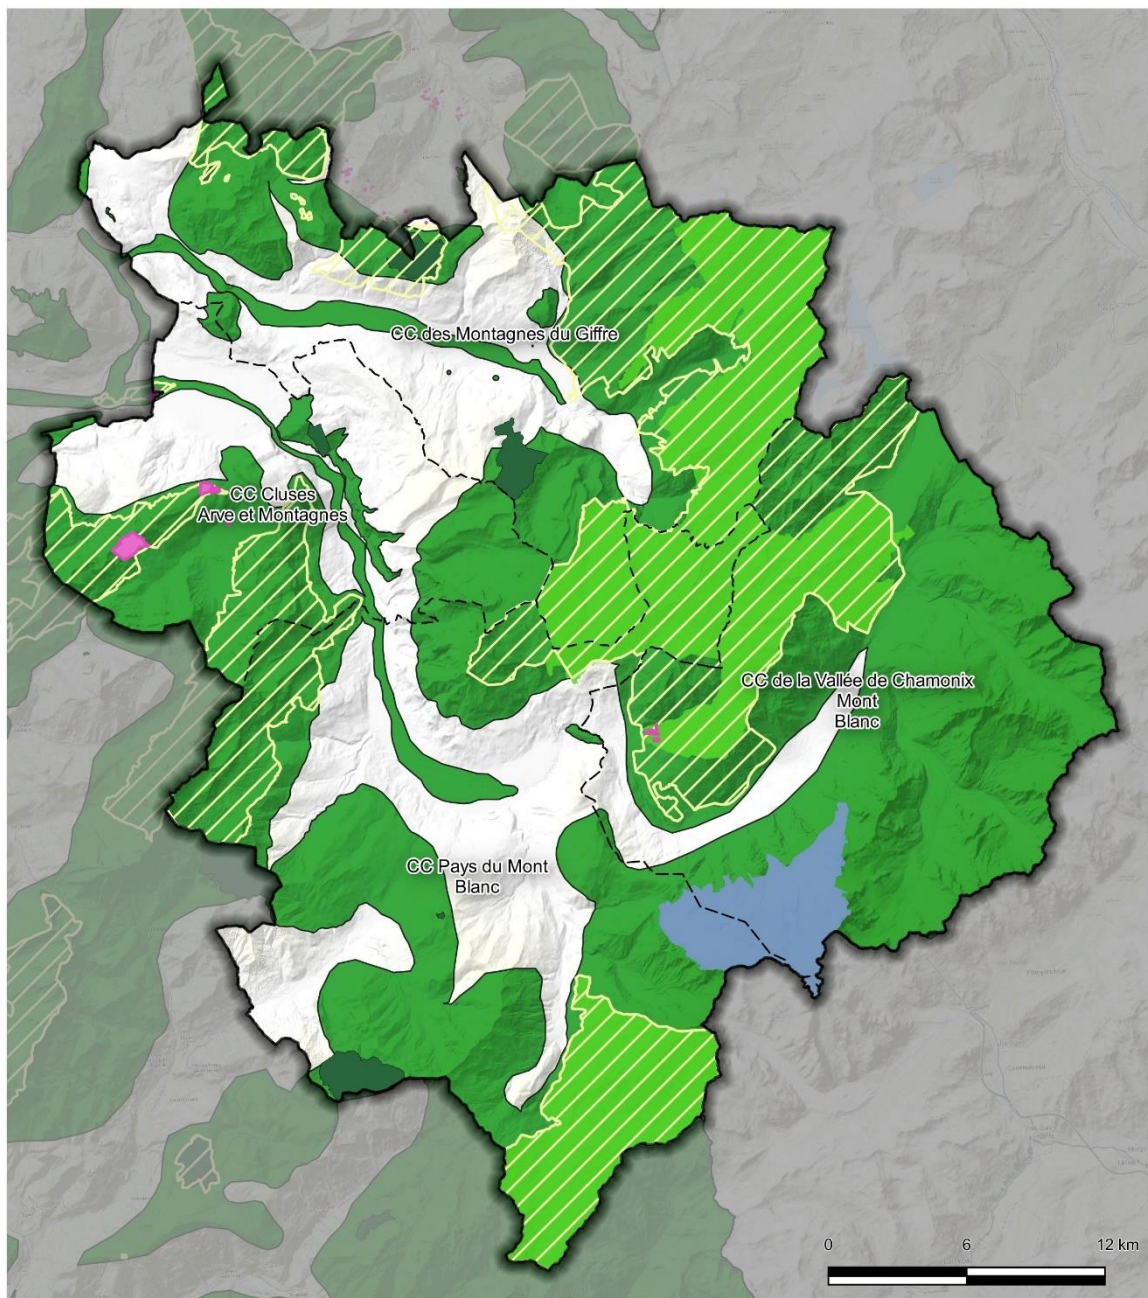 CC des Montagnes du Giffre
CC Cluses
Arve et Montagnes
CC de la Vallée de Chamonix
Mont
Blanc
CC Pays du Mont
Blanc
0 6 12 km